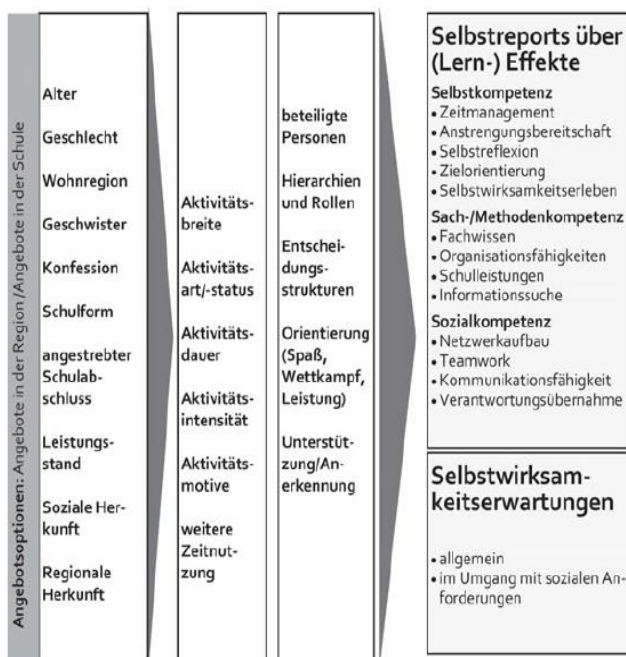 Angebotsoptionen: Angebote in der Region/Angebote in der Schule
Alter
Geschlecht
Wohnregion
Geschwister
Konfession
Schulform
angestrebter
Schulab-
schluss
Leistungs-
stand
Soziale Her-
kunft
Regionale
Herkunft
Aktivitäts-
breite
Aktivitäts-
art/-status
Aktivitäts-
dauer
Aktivitäts-
intensität
Aktivitäts-
motive
weitere
Zeitnut-
zung
beteiligte
Personen
Hierarchien
und Rollen
Entschei-
dungs-
strukturen
Orientierung
(Spaß,
Wettkampf,
Leistung)
Unterstüt-
zung/An-
erkennung
Selbstreports über
(Lern-) Effekte
Selbstkompetenz
• Zeitmanagement
• Anstrengungsbereitschaft
• Selbstreflexion
• Zielorientierung
• Selbstwirksamkeitserleben
Sach-/Methodenkompetenz
• Fachwissen
• Organisationsfähigkeiten
• Schulleistungen
• Informationssuche
Sozialkompetenz
• Netzwerkaufbau
• Teamwork
• Kommunikationsfähigkeit
• Verantwortungsübernahme
Selbstwirksam-
keitserwartungen
• allgemein
• im Umgang mit sozialen An-
forderungen